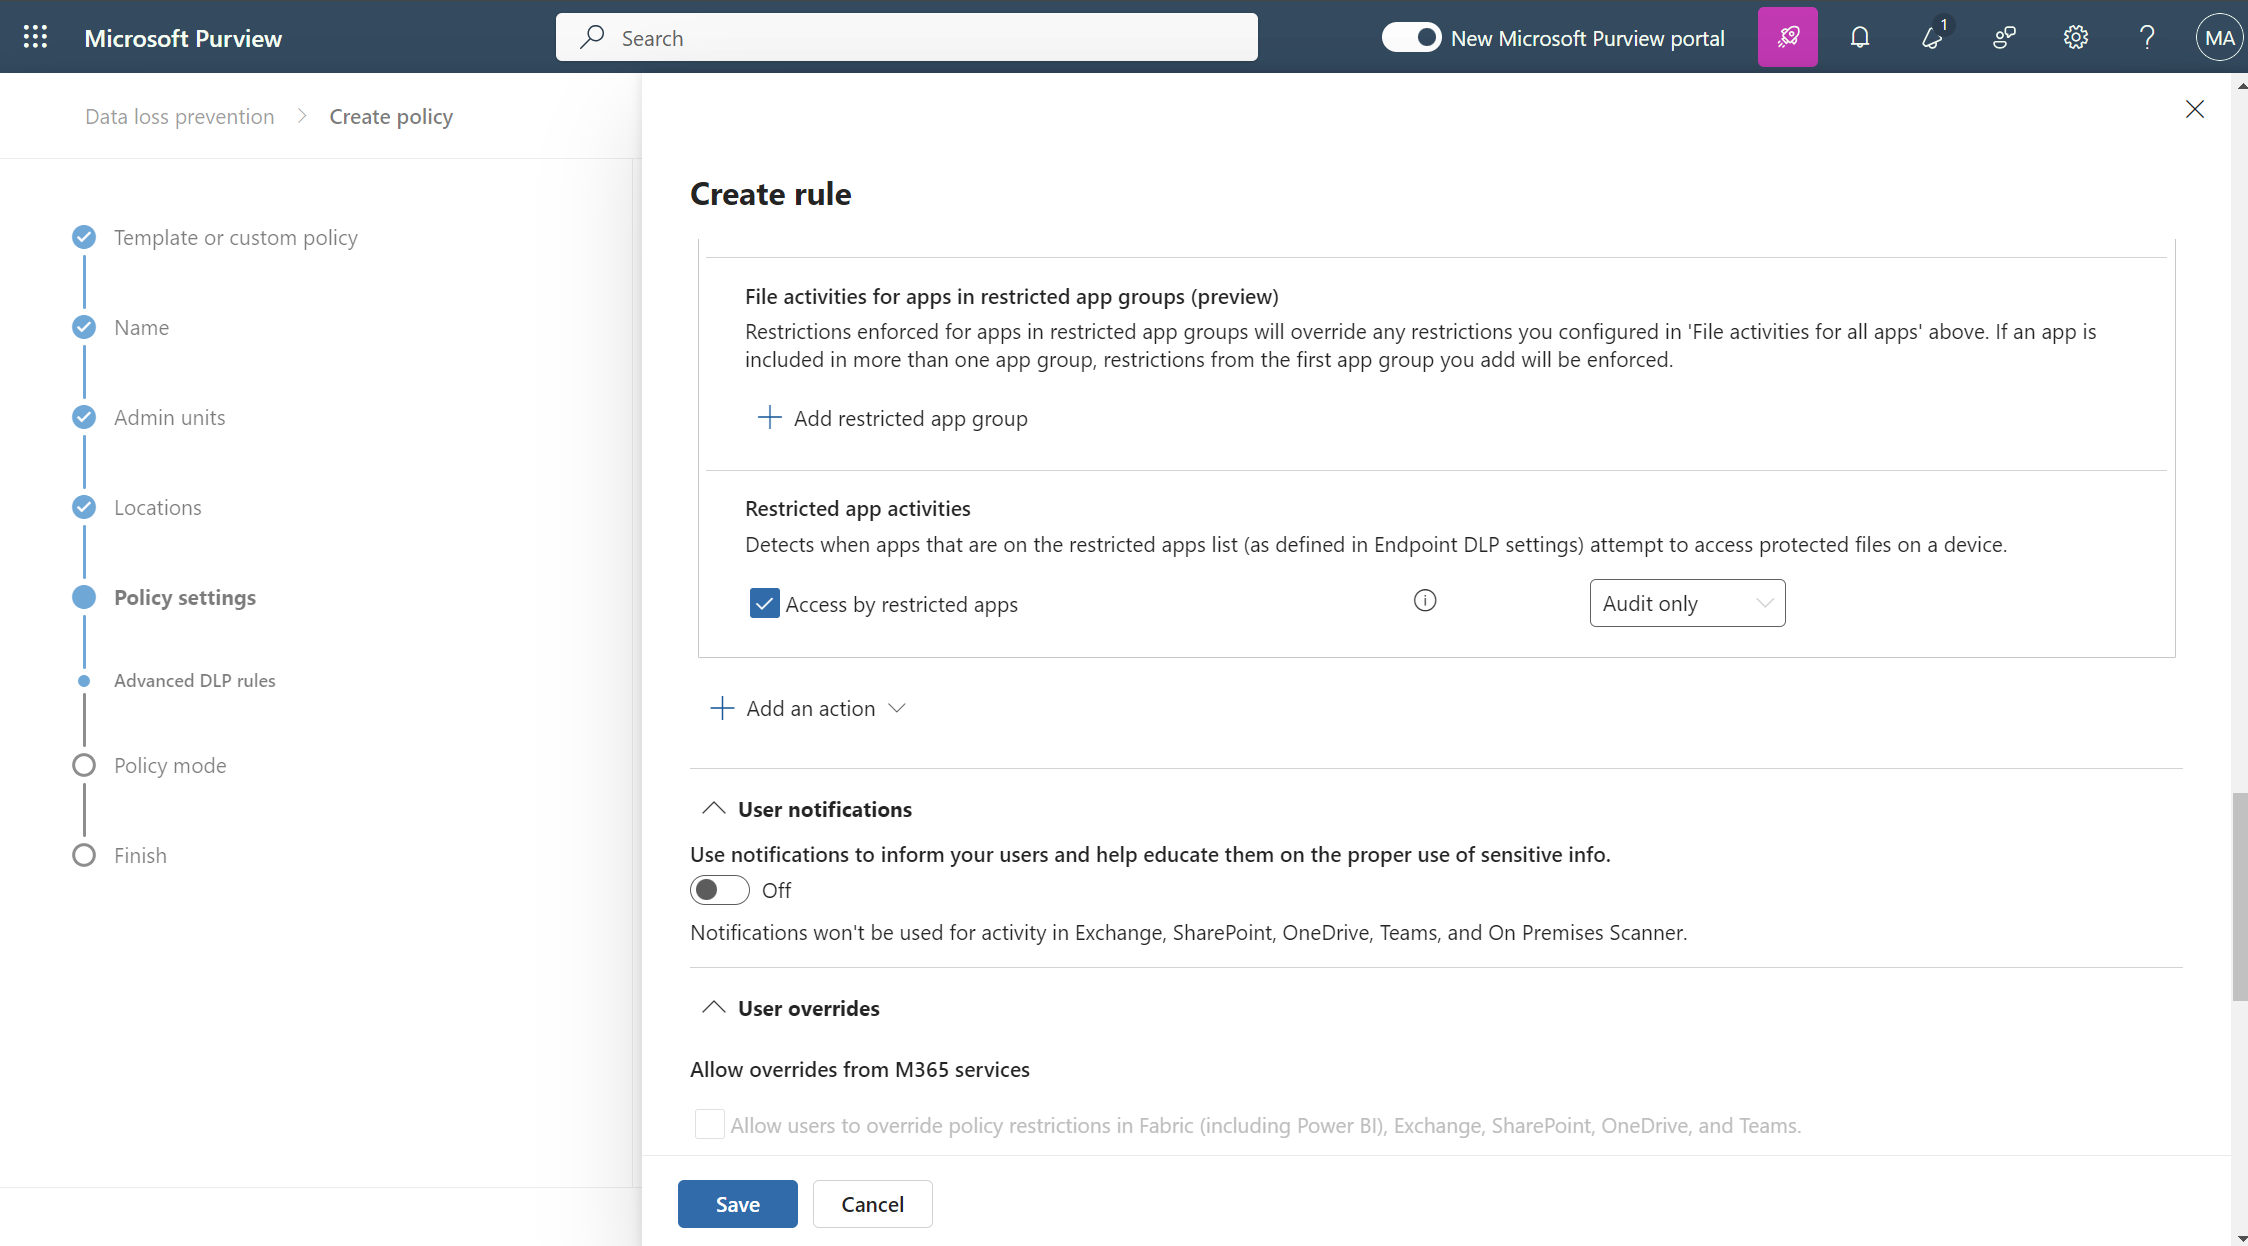 Microsoft Purview
Search
New Microsoft Purview portal
1
MA
Data loss prevention
Create policy
Template or custom policy
Name
Admin units
Locations
Policy settings
Advanced DLP rules
Policy mode
Finish
Create rule
File activities for apps in restricted app groups (preview)
Restrictions enforced for apps in restricted app groups will override any restrictions you configured in 'File activities for all apps' above. If an app is
included in more than one app group, restrictions from the first app group you add will be enforced.
Add restricted app group
Restricted app activities
Detects when apps that are on the restricted apps list (as defined in Endpoint DLP settings) attempt to access protected files on a device.
Access by restricted apps
Audit only
Add an action
User notifications
Use notifications to inform your users and help educate them on the proper use of sensitive info.
Off
Notifications won't be used for activity in Exchange, SharePoint, OneDrive, Teams, and On Premises Scanner.
User overrides
Allow overrides from M365 services
Allow users to override policy restrictions in Fabric (including Power BI), Exchange, SharePoint, OneDrive, and Teams.
Save
Cancel